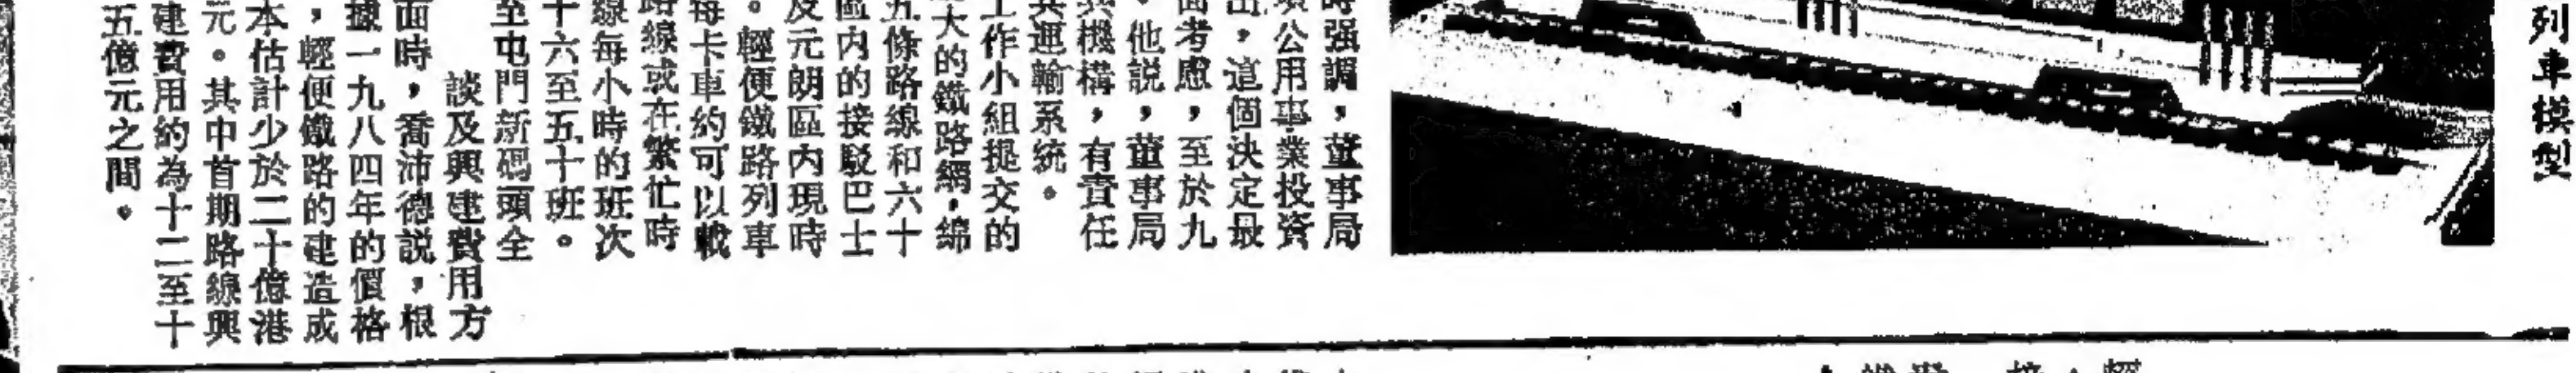 列車模型
時强調，董事局
公用事業投資
出，這個決定最
面考慮，至於九
。他説，董事局
共機構，有責任
共運輸系統。
工作小組提交的
大的鐵路網，綿
五條路線和六十
區内的接駁巴士
及元朗區内現時
。輕便鐵路列車
每卡車約可以載
路線或在繁忙時
線每小時的班次
十六至五十班。
至屯門新碼頭全
談及興建費用方
面時，喬沛德説，根
據一九八四年的價格
，輕便鐵路的建造成
本估計少於二十億港
元。其中首期路線興
建費用約為十二至十
五億元之間。